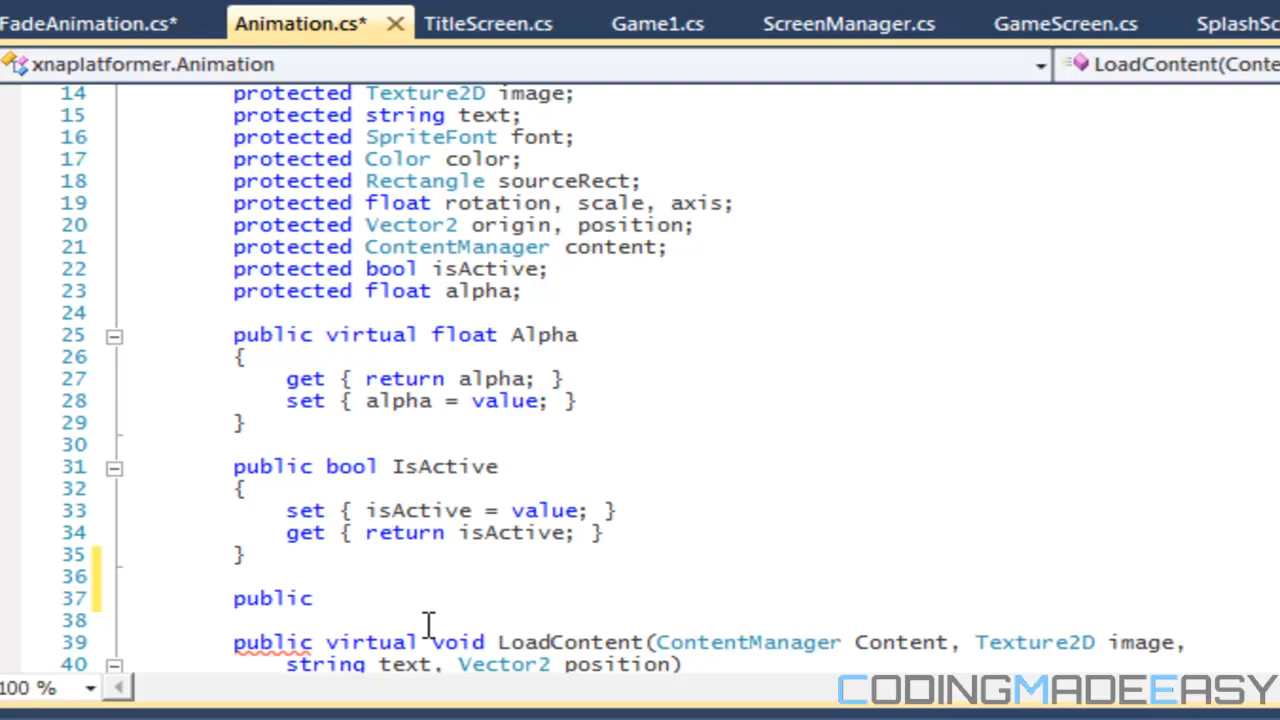 FadeAnimation.cs* Animation.cs* TitleScreen.cs Game1.cs ScreenManager.cs GameScreen.cs SplashSc
xnaplatformer.Animation LoadContent(Conte
14 protected Texture2D image;
15 protected string text;
16 protected SpriteFont font;
17 protected Color color;
18 protected Rectangle sourceRect;
19 protected float rotation, scale, axis;
20 protected Vector2 origin, position;
21 protected ContentManager content;
22 protected bool isActive;
23 protected float alpha;
24
25 public virtual float Alpha
26 {
27 get { return alpha; }
28 set { alpha = value; }
29 }
30
31 public bool IsActive
32 {
33 set { isActive = value; }
34 get { return isActive; }
35 }
36
37 public
38
39 public virtual void LoadContent(ContentManager Content, Texture2D image,
40 string text, Vector2 position)
100 %
CODINGMADEEASY